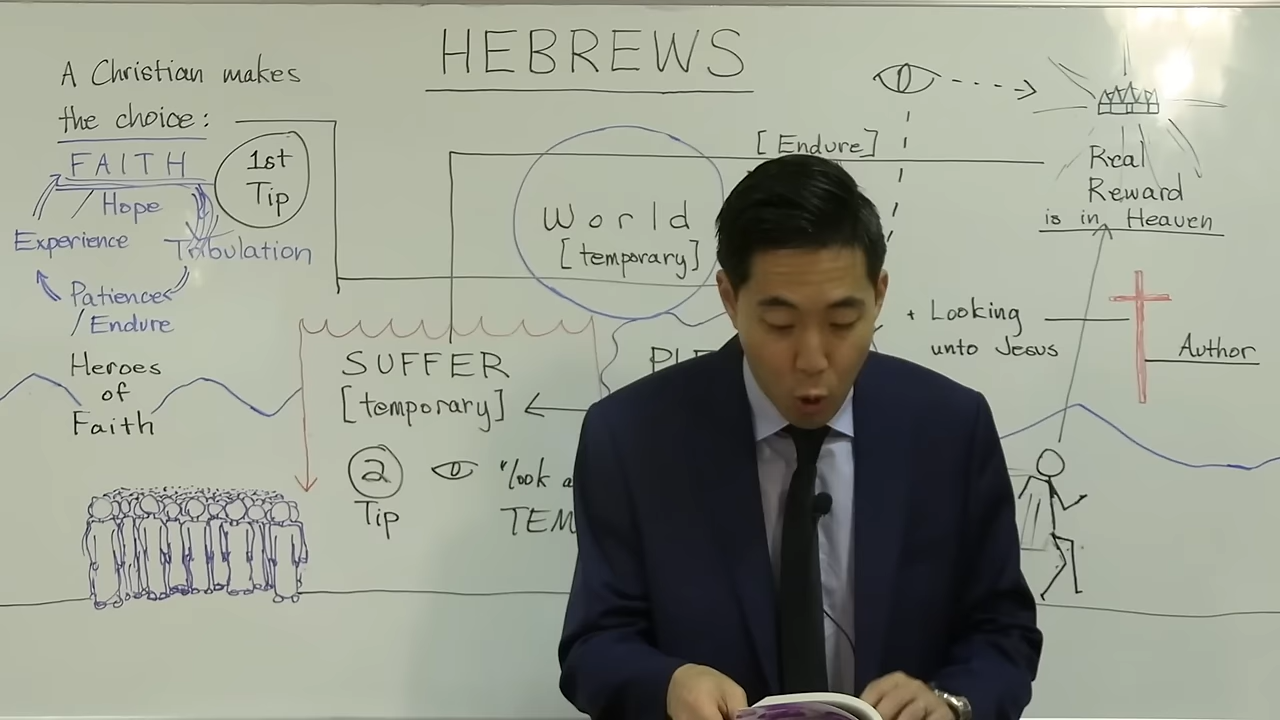 HEBREWS
A Christian makes
the choice:
FAITH
Hope
Experience
Tribulation
Patience
/Endure
Heroes
of
Faith
1st
Tip
[Endure]
World
[temporary]
SUFFER
[temporary]
2
Tip
"look a
TEM
Real
Reward
is in Heaven
+ Looking
unto Jesus
Author